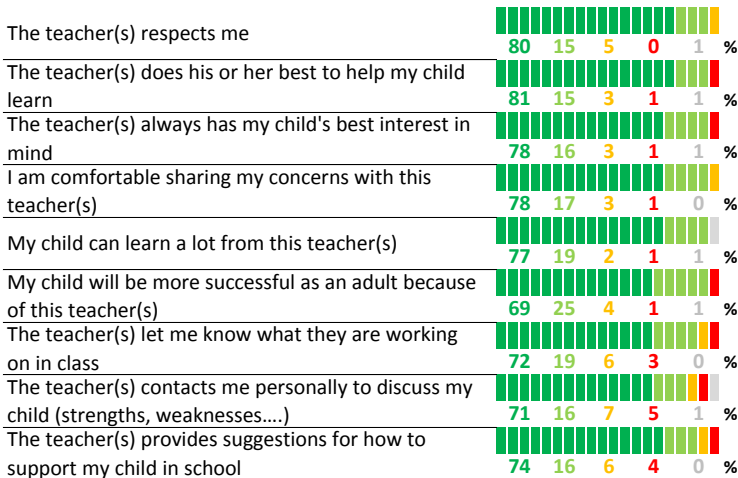 The teacher(s) respects me
80 15 5 0 1 %
The teacher(s) does his or her best to help my child
learn
81 15 3 1 1 %
The teacher(s) always has my child's best interest in
mind
78 16 3 1 1 %
I am comfortable sharing my concerns with this
teacher(s)
78 17 3 1 0 %
My child can learn a lot from this teacher(s)
77 19 2 1 1 %
My child will be more successful as an adult because
of this teacher(s)
69 25 4 1 1 %
The teacher(s) let me know what they are working
on in class
72 19 6 3 0 %
The teacher(s) contacts me personally to discuss my
child (strengths, weaknesses....)
71 16 7 5 1 %
The teacher(s) provides suggestions for how to
support my child in school
74 16 6 4 0 %